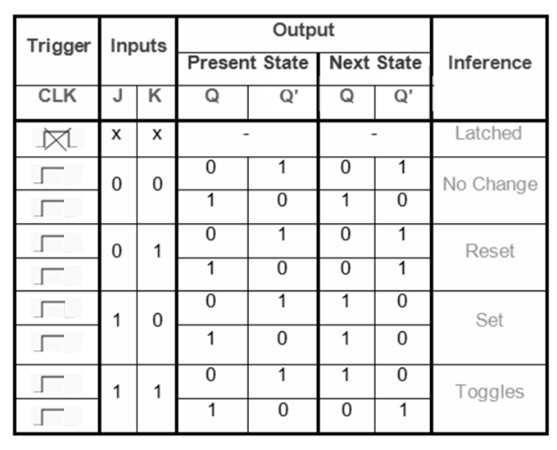 Trigger Inputs Output Inference
Present State Next State
CLK J K Q Q' Q Q'
x x - - Latched
0 0 0 1 0 1 No Change
1 0 1 0
0 1 0 1 0 1 Reset
1 0 0 1
1 0 0 1 1 0 Set
1 0 1 0
1 1 0 1 1 0 Toggles
1 0 0 1